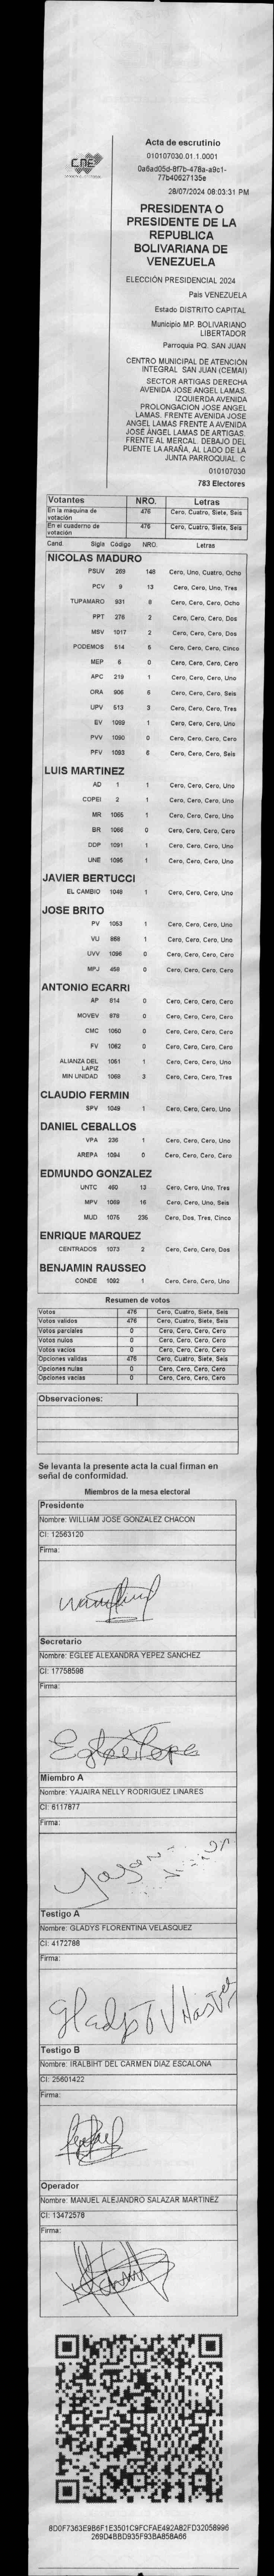 CNE
Acta de escrutinio
010107030.01.1.0001
0a6ad05d-8f7b-478a-a9c1-
77b40627135e
28/07/2024 08:03:31 PM
PRESIDENTA O
PRESIDENTE DE LA
REPUBLICA
BOLIVARIANA DE
VENEZUELA
ELECCIÓN PRESIDENCIAL 2024
Pais VENEZUELA
Estado DISTRITO CAPITAL
Municipio MP. BOLIVARIANO
LIBERTADOR
Parroquia PQ. SAN JUAN
CENTRO MUNICIPAL DE ATENCIÓN
INTEGRAL SAN JUAN (CEMAI)
SECTOR ARTIGAS DERECHA
AVENIDA JOSE ANGEL LAMAS.
IZQUIERDA AVENIDA
PROLONGACION JOSE ANGEL
LAMAS. FRENTE AVENIDA JOSE
ANGEL LAMAS FRENTE A AVENIDA
JOSÉ ANGEL LAMAS DE ARTIGAS.
FRENTE AL MERCAL. DEBAJO DEL
PUENTE LA ARAÑA, AL LADO DE LA
JUNTA PARROQUIAL. C
010107030
783 Electores
Votantes NRO. Letras
En la máquina de votación 476 Cero, Cuatro, Siete, Seis
En el cuaderno de votación 476 Cero, Cuatro, Siete, Seis
Cand. Sigla Código NRO. Letras
NICOLAS MADURO
PSUV 269 148 Cero, Uno, Cuatro, Ocho
PCV 9 13 Cero, Cero, Uno, Tres
TUPAMARO 931 8 Cero, Cero, Cero, Ocho
PPT 276 2 Cero, Cero, Cero, Dos
MSV 1017 2 Cero, Cero, Cero, Dos
PODEMOS 514 5 Cero, Cero, Cero, Cinco
MEP 6 0 Cero, Cero, Cero, Cero
APC 219 1 Cero, Cero, Cero, Uno
ORA 906 6 Cero, Cero, Cero, Seis
UPV 513 3 Cero, Cero, Cero, Tres
EV 1089 1 Cero, Cero, Cero, Uno
PVV 1090 0 Cero, Cero, Cero, Cero
PFV 1093 6 Cero, Cero, Cero, Seis
LUIS MARTINEZ
AD 1 1 Cero, Cero, Cero, Uno
COPEI 2 1 Cero, Cero, Cero, Uno
MR 1065 1 Cero, Cero, Cero, Uno
BR 1066 0 Cero, Cero, Cero, Cero
DDP 1091 1 Cero, Cero, Cero, Uno
UNE 1095 1 Cero, Cero, Cero, Uno
JAVIER BERTUCCI
EL CAMBIO 1048 1 Cero, Cero, Cero, Uno
JOSE BRITO
PV 1053 1 Cero, Cero, Cero, Uno
VU 868 1 Cero, Cero, Cero, Uno
UVV 1096 0 Cero, Cero, Cero, Cero
MPJ 458 0 Cero, Cero, Cero, Cero
ANTONIO ECARRI
AP 814 0 Cero, Cero, Cero, Cero
MOVEV 878 0 Cero, Cero, Cero, Cero
CMC 1050 0 Cero, Cero, Cero, Cero
FV 1062 0 Cero, Cero, Cero, Cero
ALIANZA DEL LAPIZ 1051 1 Cero, Cero, Cero, Uno
MIN UNIDAD 1068 3 Cero, Cero, Cero, Tres
CLAUDIO FERMIN
SPV 1049 1 Cero, Cero, Cero, Uno
DANIEL CEBALLOS
VPA 236 1 Cero, Cero, Cero, Uno
AREPA 1094 0 Cero, Cero, Cero, Cero
EDMUNDO GONZALEZ
UNTC 460 13 Cero, Cero, Uno, Tres
MPV 1069 16 Cero, Cero, Uno, Seis
MUD 1075 235 Cero, Dos, Tres, Cinco
ENRIQUE MARQUEZ
CENTRADOS 1073 2 Cero, Cero, Cero, Dos
BENJAMIN RAUSSEO
CONDE 1092 1 Cero, Cero, Cero, Uno
Resumen de votos
Votos 476 Cero, Cuatro, Siete, Seis
Votos validos 476 Cero, Cuatro, Siete, Seis
Votos parciales 0 Cero, Cero, Cero, Cero
Votos nulos 0 Cero, Cero, Cero, Cero
Votos vacios 0 Cero, Cero, Cero, Cero
Opciones validas 476 Cero, Cuatro, Siete, Seis
Opciones nulas 0 Cero, Cero, Cero, Cero
Opciones vacias 0 Cero, Cero, Cero, Cero
Observaciones:
Se levanta la presente acta la cual firman en
señal de conformidad.
Miembros de la mesa electoral
Presidente
Nombre: WILLIAM JOSE GONZALEZ CHACON
CI: 12563120
Firma:
Secretario
Nombre: EGLEE ALEXANDRA YEPEZ SANCHEZ
CI: 17758598
Firma:
Miembro A
Nombre: YAJAIRA NELLY RODRIGUEZ LINARES
CI: 6117877
Firma:
Testigo A
Nombre: GLADYS FLORENTINA VELASQUEZ
CI: 4172786
Firma:
Testigo B
Nombre: IRALBIHT DEL CARMEN DIAZ ESCALONA
CI: 25601422
Firma:
Operador
Nombre: MANUEL ALEJANDRO SALAZAR MARTINEZ
CI: 13472578
Firma:
8D0F7363E9B6F1E3501C9FCFAE492A82FD32058996
269D4BBD935F93BA858A66